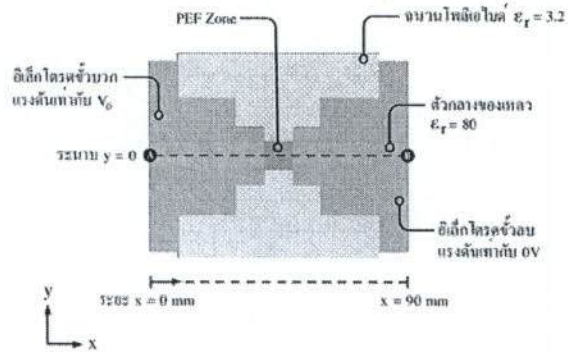 PEF Zone
ฉนวนโพลิเอไมด์ εr = 3.2
อิเล็กโตรดขั้วบวก
แรงดันเท่ากับ V0
ตัวกลางของเหลว
εr = 80
ระนาบ y = 0
A
B
อิเล็กโตรดขั้วลบ
แรงดันเท่ากับ 0V
ระยะ x = 0 mm
x = 90 mm
y
x